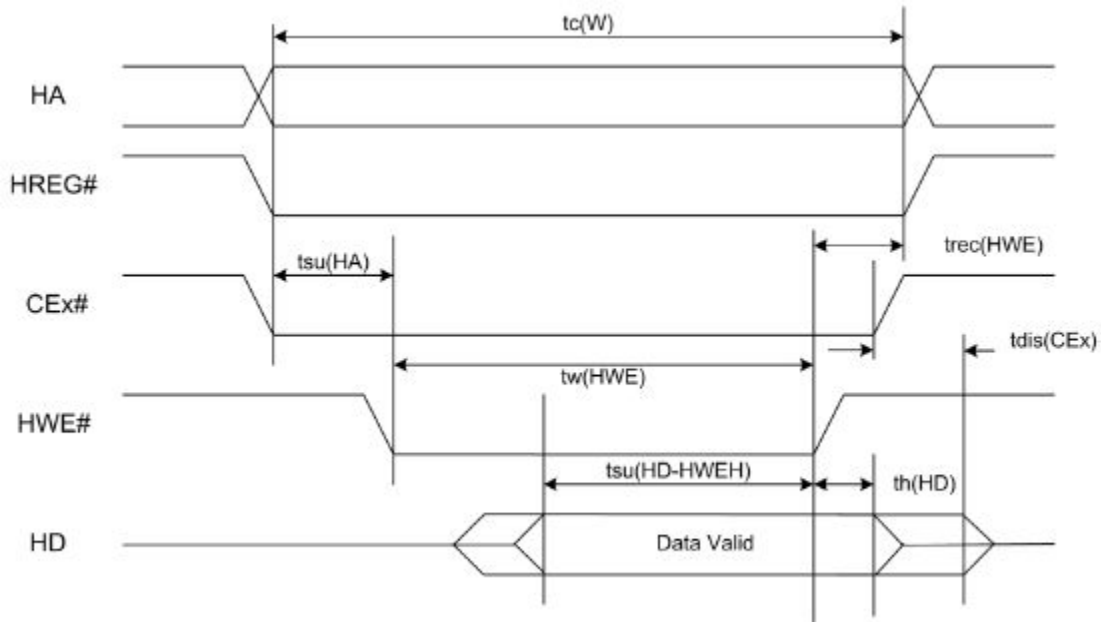 tc(W)
HA
HREG#
trec(HWE)
tsu(HA)
CEx#
tdis(CEx)
tw(HWE)
HWE#
tsu(HD-HWEH)
th(HD)
HD
Data Valid